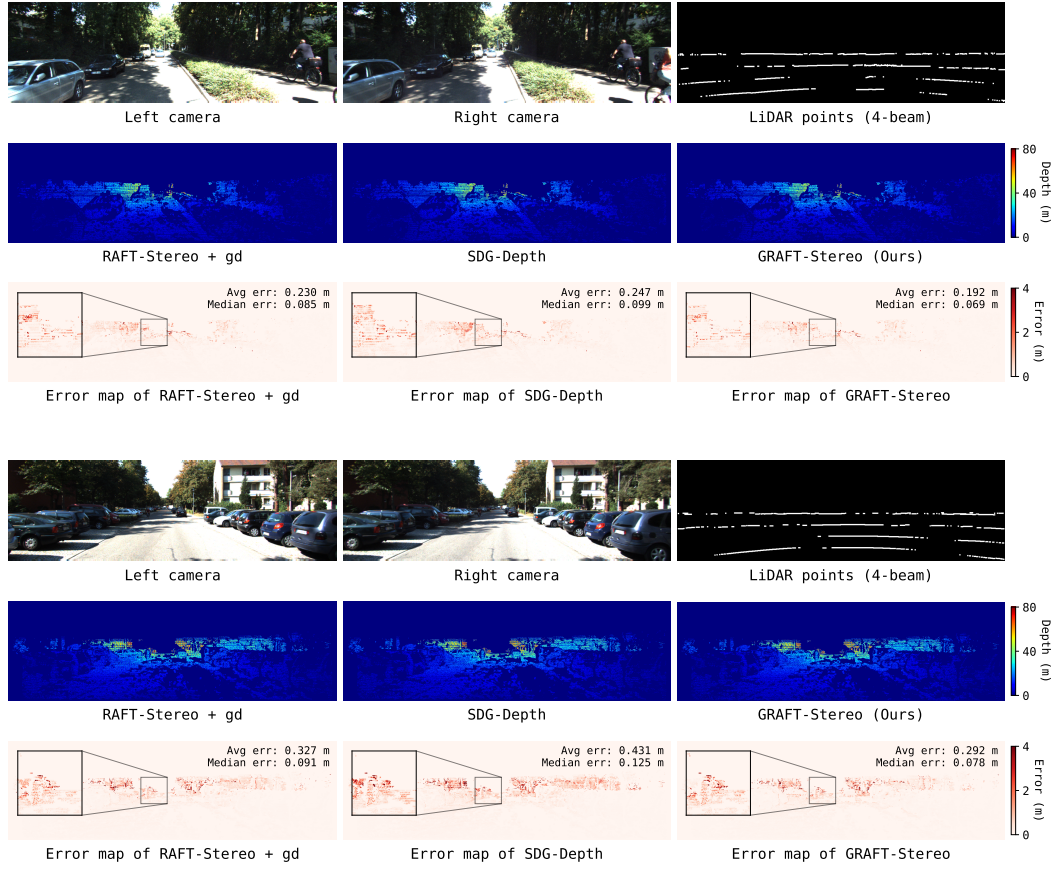 Left camera
Right camera
LiDAR points (4-beam)
80
40
0
Depth (m)
RAFT-Stereo + gd
SDG-Depth
GRAFT-Stereo (Ours)
Avg err: 0.230 m
Median err: 0.085 m
Avg err: 0.247 m
Median err: 0.099 m
Avg err: 0.192 m
Median err: 0.069 m
4
2
0
Error (m)
Error map of RAFT-Stereo + gd
Error map of SDG-Depth
Error map of GRAFT-Stereo
Left camera
Right camera
LiDAR points (4-beam)
80
40
0
Depth (m)
RAFT-Stereo + gd
SDG-Depth
GRAFT-Stereo (Ours)
Avg err: 0.327 m
Median err: 0.091 m
Avg err: 0.431 m
Median err: 0.125 m
Avg err: 0.292 m
Median err: 0.078 m
4
2
0
Error (m)
Error map of RAFT-Stereo + gd
Error map of SDG-Depth
Error map of GRAFT-Stereo